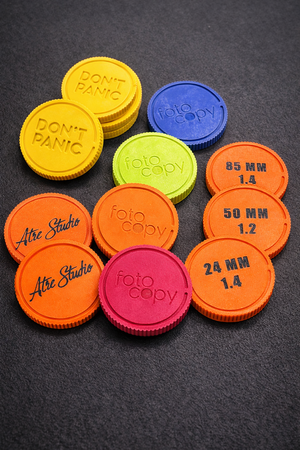 DON'T
PANIC
DON'T
PANIC
foto
copy
foto
copy
85 MM
1.4
Atre Studio
foto
copy
50 MM
1.2
Atre Studio
foto
copy
24 MM
1.4